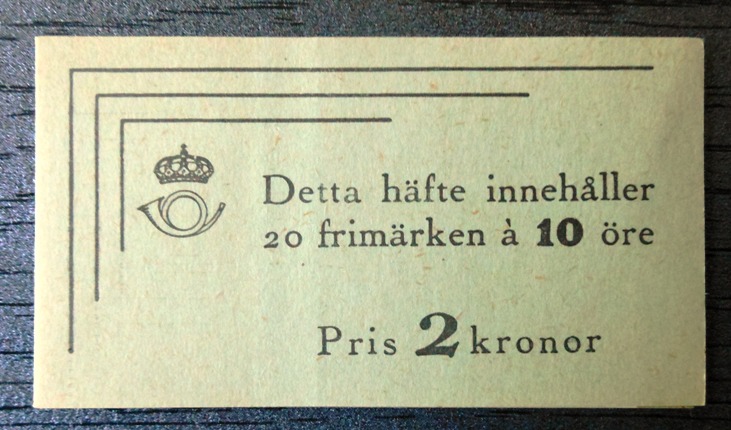 Detta häfte innehåller
20 frimärken à 10 öre
Pris 2 kronor